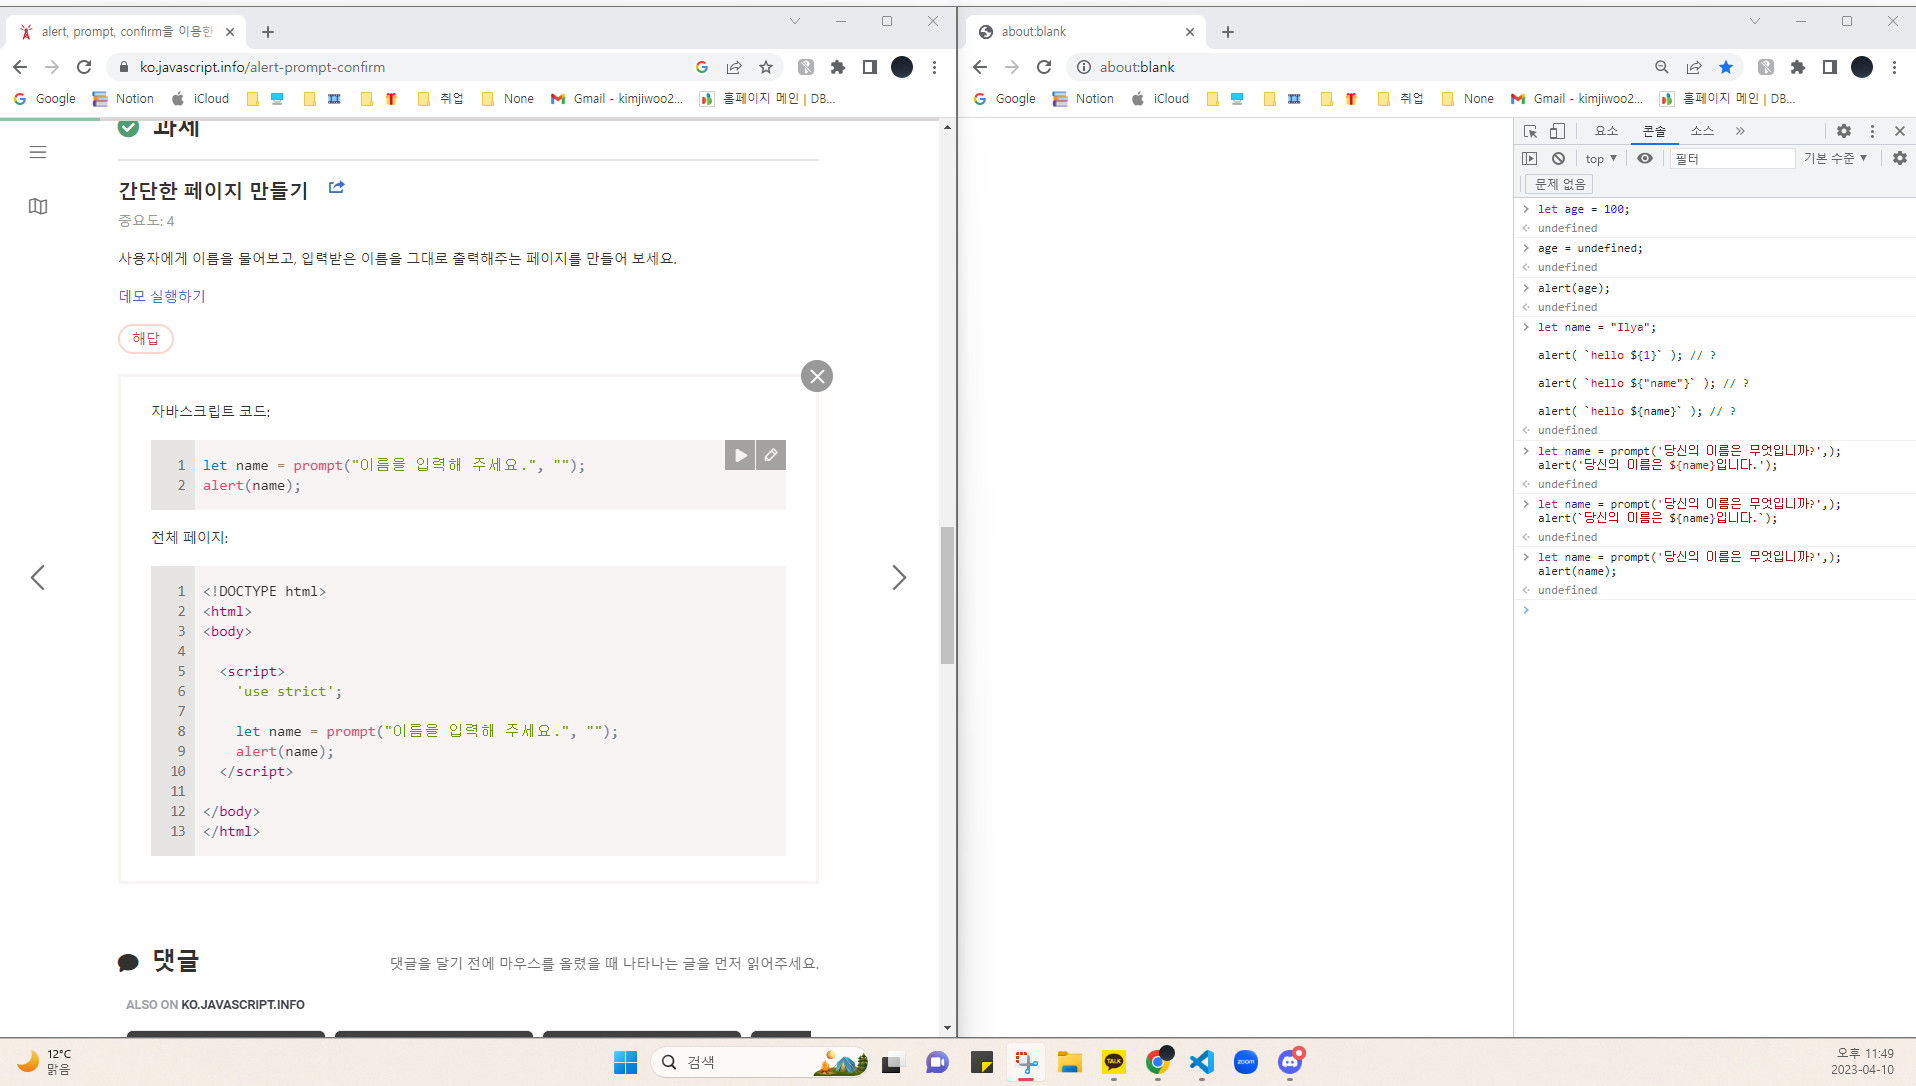 alert, prompt, confirm을 이용한
ko.javascript.info/alert-prompt-confirm
Google
Notion
iCloud
취업
None
Gmail - kimjiwoo2...
홈페이지 메인 | DB...
과제
간단한 페이지 만들기
중요도: 4
사용자에게 이름을 물어보고, 입력받은 이름을 그대로 출력해주는 페이지를 만들어 보세요.
데모 실행하기
해답
자바스크립트 코드:
1 let name = prompt("이름을 입력해 주세요.", "");
2 alert(name);
전체 페이지:
1 <!DOCTYPE html>
2 <html>
3 <body>
4
5 <script>
6 'use strict';
7
8 let name = prompt("이름을 입력해 주세요.", "");
9 alert(name);
10 </script>
11
12 </body>
13 </html>
댓글
댓글을 달기 전에 마우스를 올렸을 때 나타나는 글을 먼저 읽어주세요.
ALSO ON KO.JAVASCRIPT.INFO
about:blank
about:blank
Google
Notion
iCloud
취업
None
Gmail - kimjiwoo2...
홈페이지 메인 | DB...
요소 콘솔 소스 »
top ▼ 필터 기본 수준 ▼
문제 없음
let age = 100;
undefined
age = undefined;
undefined
alert(age);
undefined
let name = "Ilya";
alert( `hello ${1}` ); // ?
alert( `hello ${"name"}` ); // ?
alert( `hello ${name}` ); // ?
undefined
let name = prompt('당신의 이름은 무엇입니까?',);
alert('당신의 이름은 ${name}입니다.');
undefined
let name = prompt('당신의 이름은 무엇입니까?',);
alert(`당신의 이름은 ${name}입니다.`);
undefined
let name = prompt('당신의 이름은 무엇입니까?',);
alert(name);
undefined
12°C
맑음
검색
TALK
zoom
오후 11:49
2023-04-10